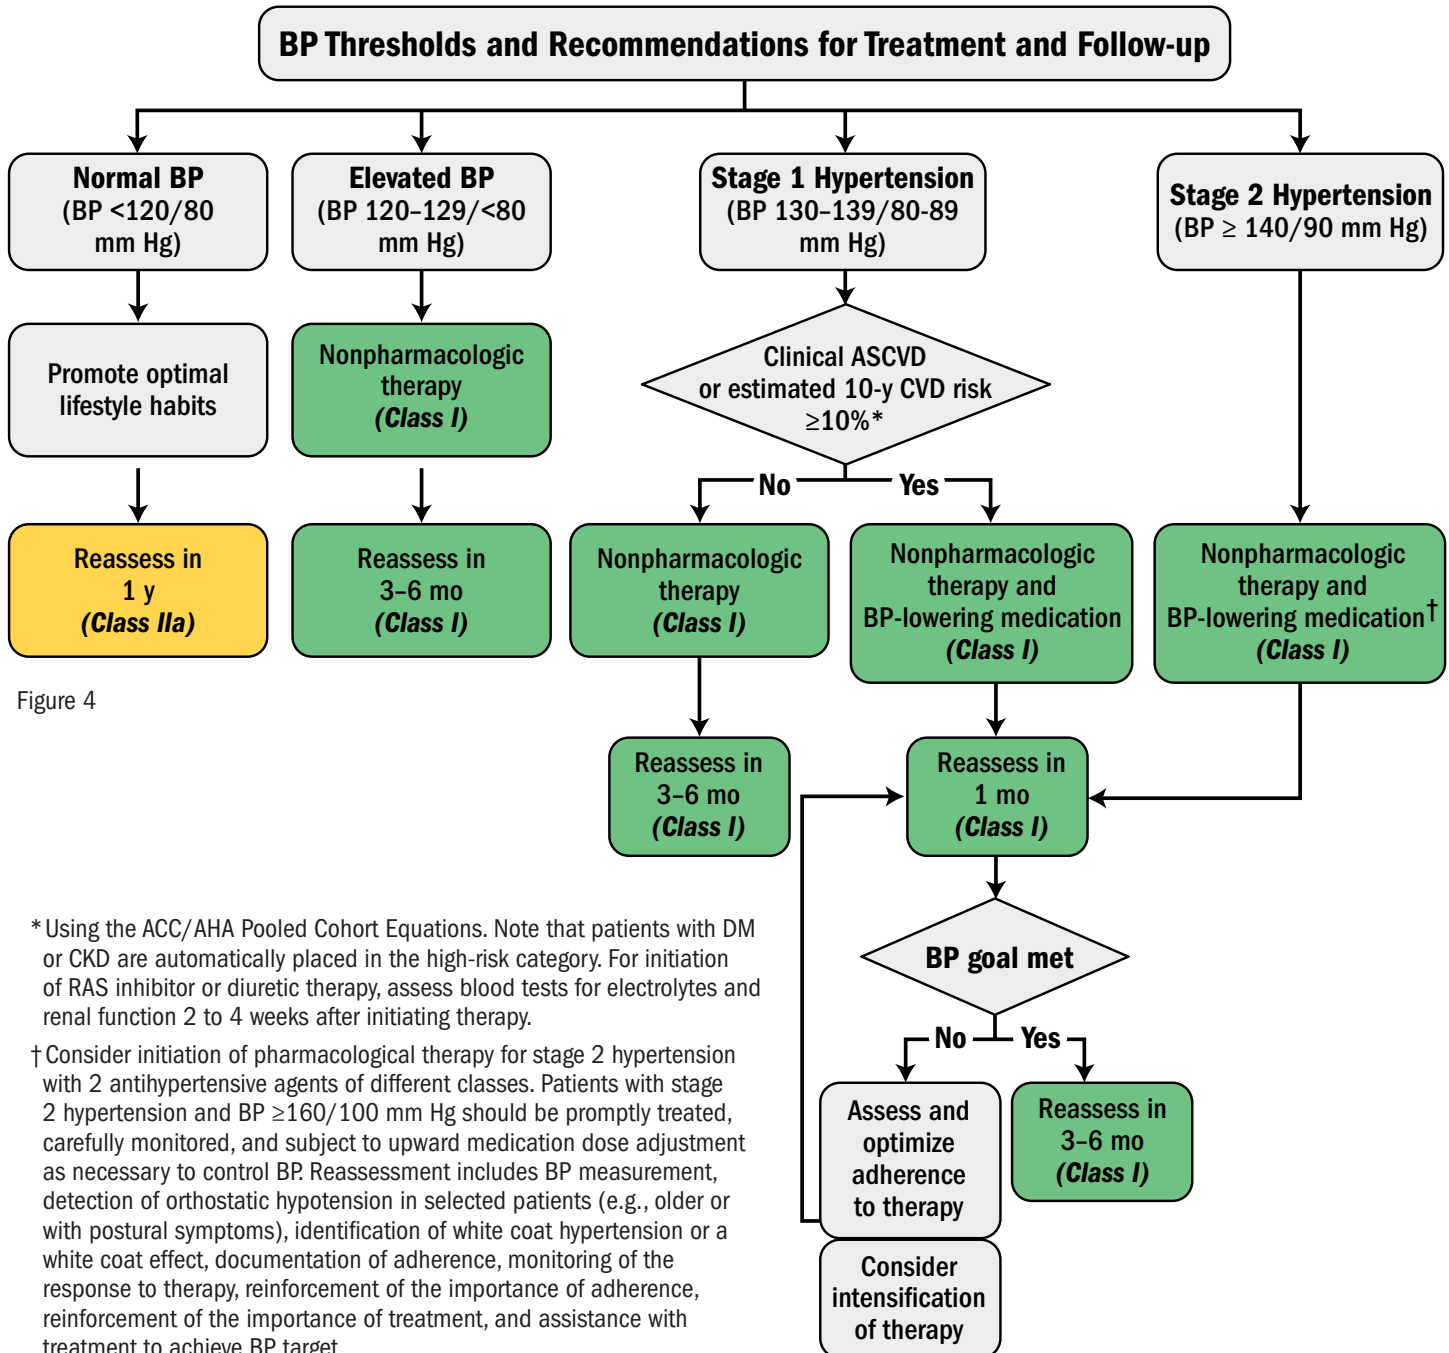 BP Thresholds and Recommendations for Treatment and Follow-up
Normal BP
(BP <120/80
mm Hg)
Elevated BP
(BP 120–129/<80
mm Hg)
Stage 1 Hypertension
(BP 130–139/80-89
mm Hg)
Stage 2 Hypertension
(BP ≥ 140/90 mm Hg)
Promote optimal
lifestyle habits
Nonpharmacologic
therapy
(Class I)
Clinical ASCVD
or estimated 10-y CVD risk
≥10%*
No
Yes
Reassess in
1 y
(Class IIa)
Reassess in
3–6 mo
(Class I)
Nonpharmacologic
therapy
(Class I)
Nonpharmacologic
therapy and
BP-lowering medication
(Class I)
Nonpharmacologic
therapy and
BP-lowering medication†
(Class I)
Figure 4
Reassess in
3–6 mo
(Class I)
Reassess in
1 mo
(Class I)
BP goal met
No
Yes
Assess and
optimize
adherence
to therapy
Reassess in
3–6 mo
(Class I)
Consider
intensification
of therapy
* Using the ACC/AHA Pooled Cohort Equations. Note that patients with DM
or CKD are automatically placed in the high-risk category. For initiation
of RAS inhibitor or diuretic therapy, assess blood tests for electrolytes and
renal function 2 to 4 weeks after initiating therapy.
† Consider initiation of pharmacological therapy for stage 2 hypertension
with 2 antihypertensive agents of different classes. Patients with stage
2 hypertension and BP ≥160/100 mm Hg should be promptly treated,
carefully monitored, and subject to upward medication dose adjustment
as necessary to control BP. Reassessment includes BP measurement,
detection of orthostatic hypotension in selected patients (e.g., older or
with postural symptoms), identification of white coat hypertension or a
white coat effect, documentation of adherence, monitoring of the
response to therapy, reinforcement of the importance of adherence,
reinforcement of the importance of treatment, and assistance with
treatment to achieve BP target